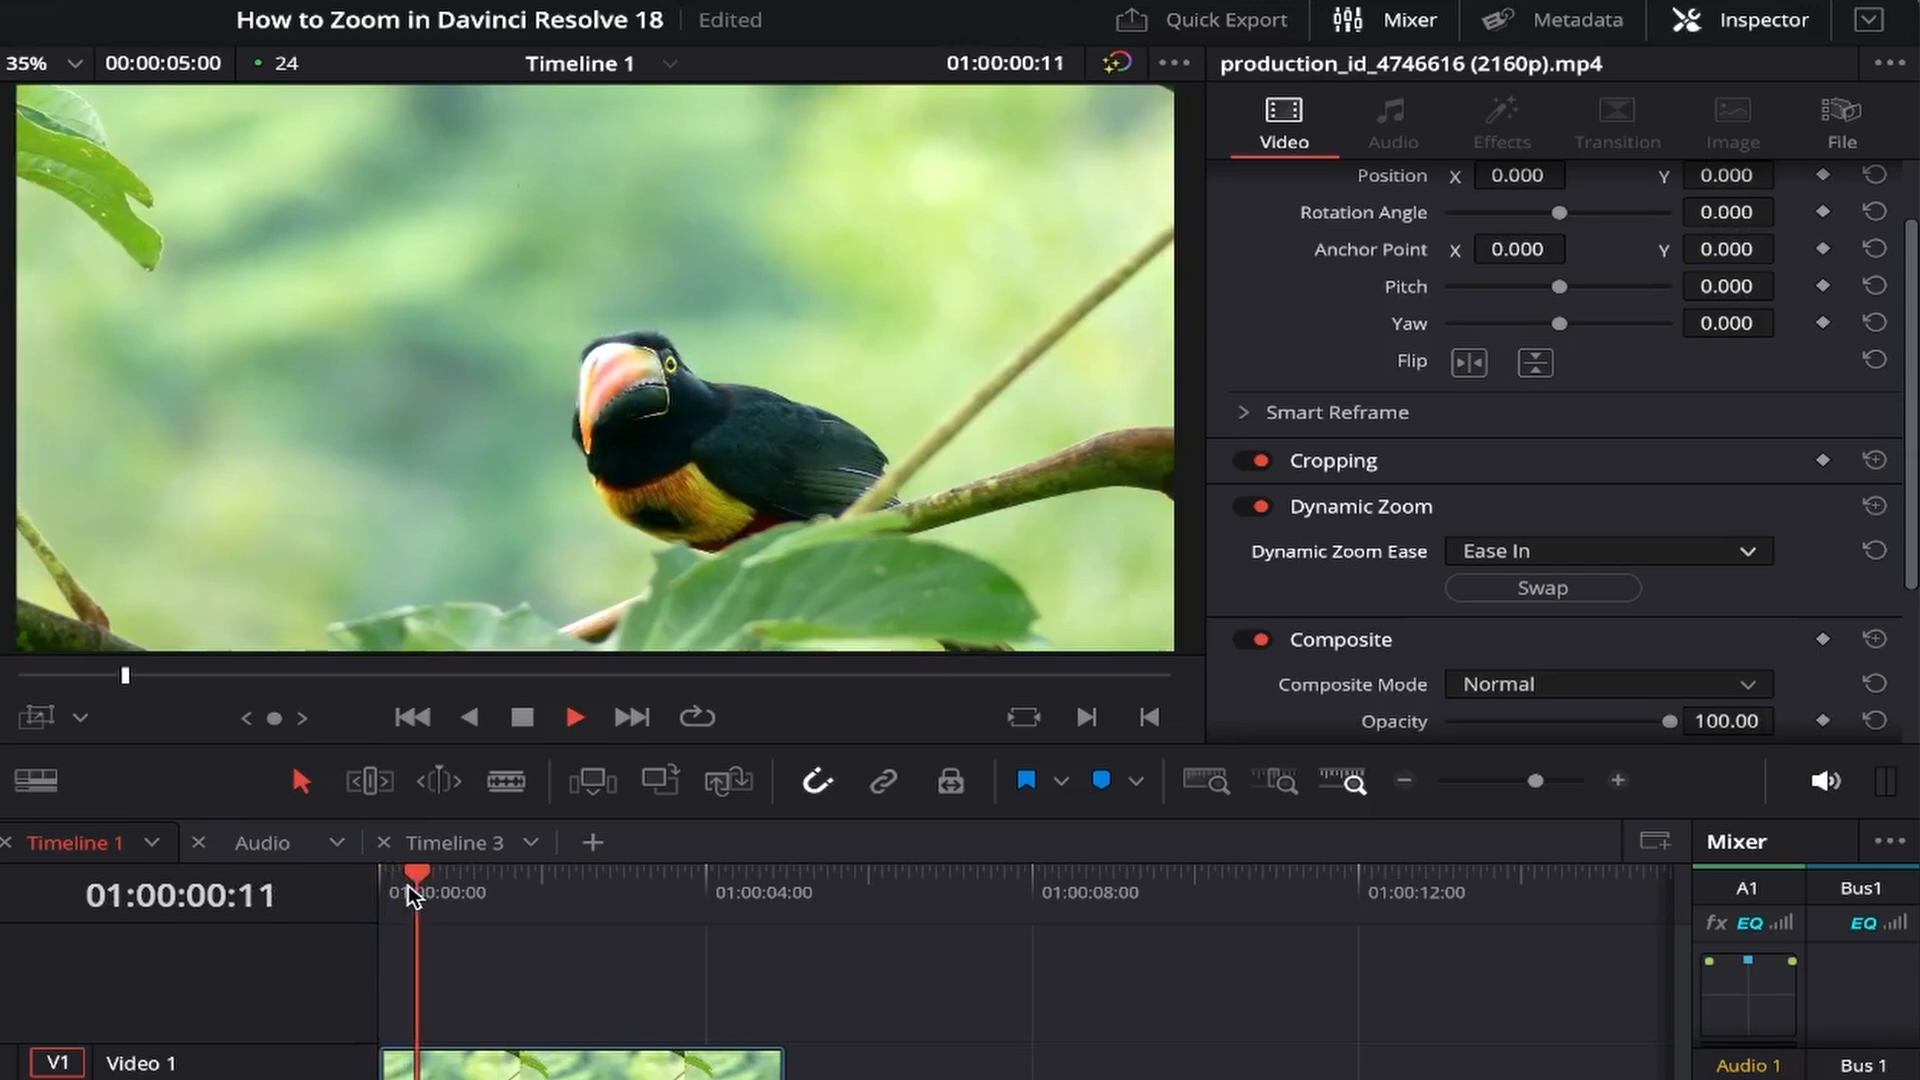 How to Zoom in Davinci Resolve 18 Edited Quick Export Mixer Metadata Inspector
35% 00:00:05:00 24 Timeline 1 01:00:00:11 production_id_4746616 (2160p).mp4
Video Audio Effects Transition Image File
Position X 0.000 Y 0.000
Rotation Angle 0.000
Anchor Point X 0.000 Y 0.000
Pitch 0.000
Yaw 0.000
Flip
Smart Reframe
Cropping
Dynamic Zoom
Dynamic Zoom Ease Ease In
Swap
Composite
Composite Mode Normal
Opacity 100.00
Timeline 1 Audio Timeline 3 Mixer
01:00:00:11 01:00:00:00 01:00:04:00 01:00:08:00 01:00:12:00
A1 Bus1
fx EQ EQ
V1 Video 1 Audio 1 Bus 1